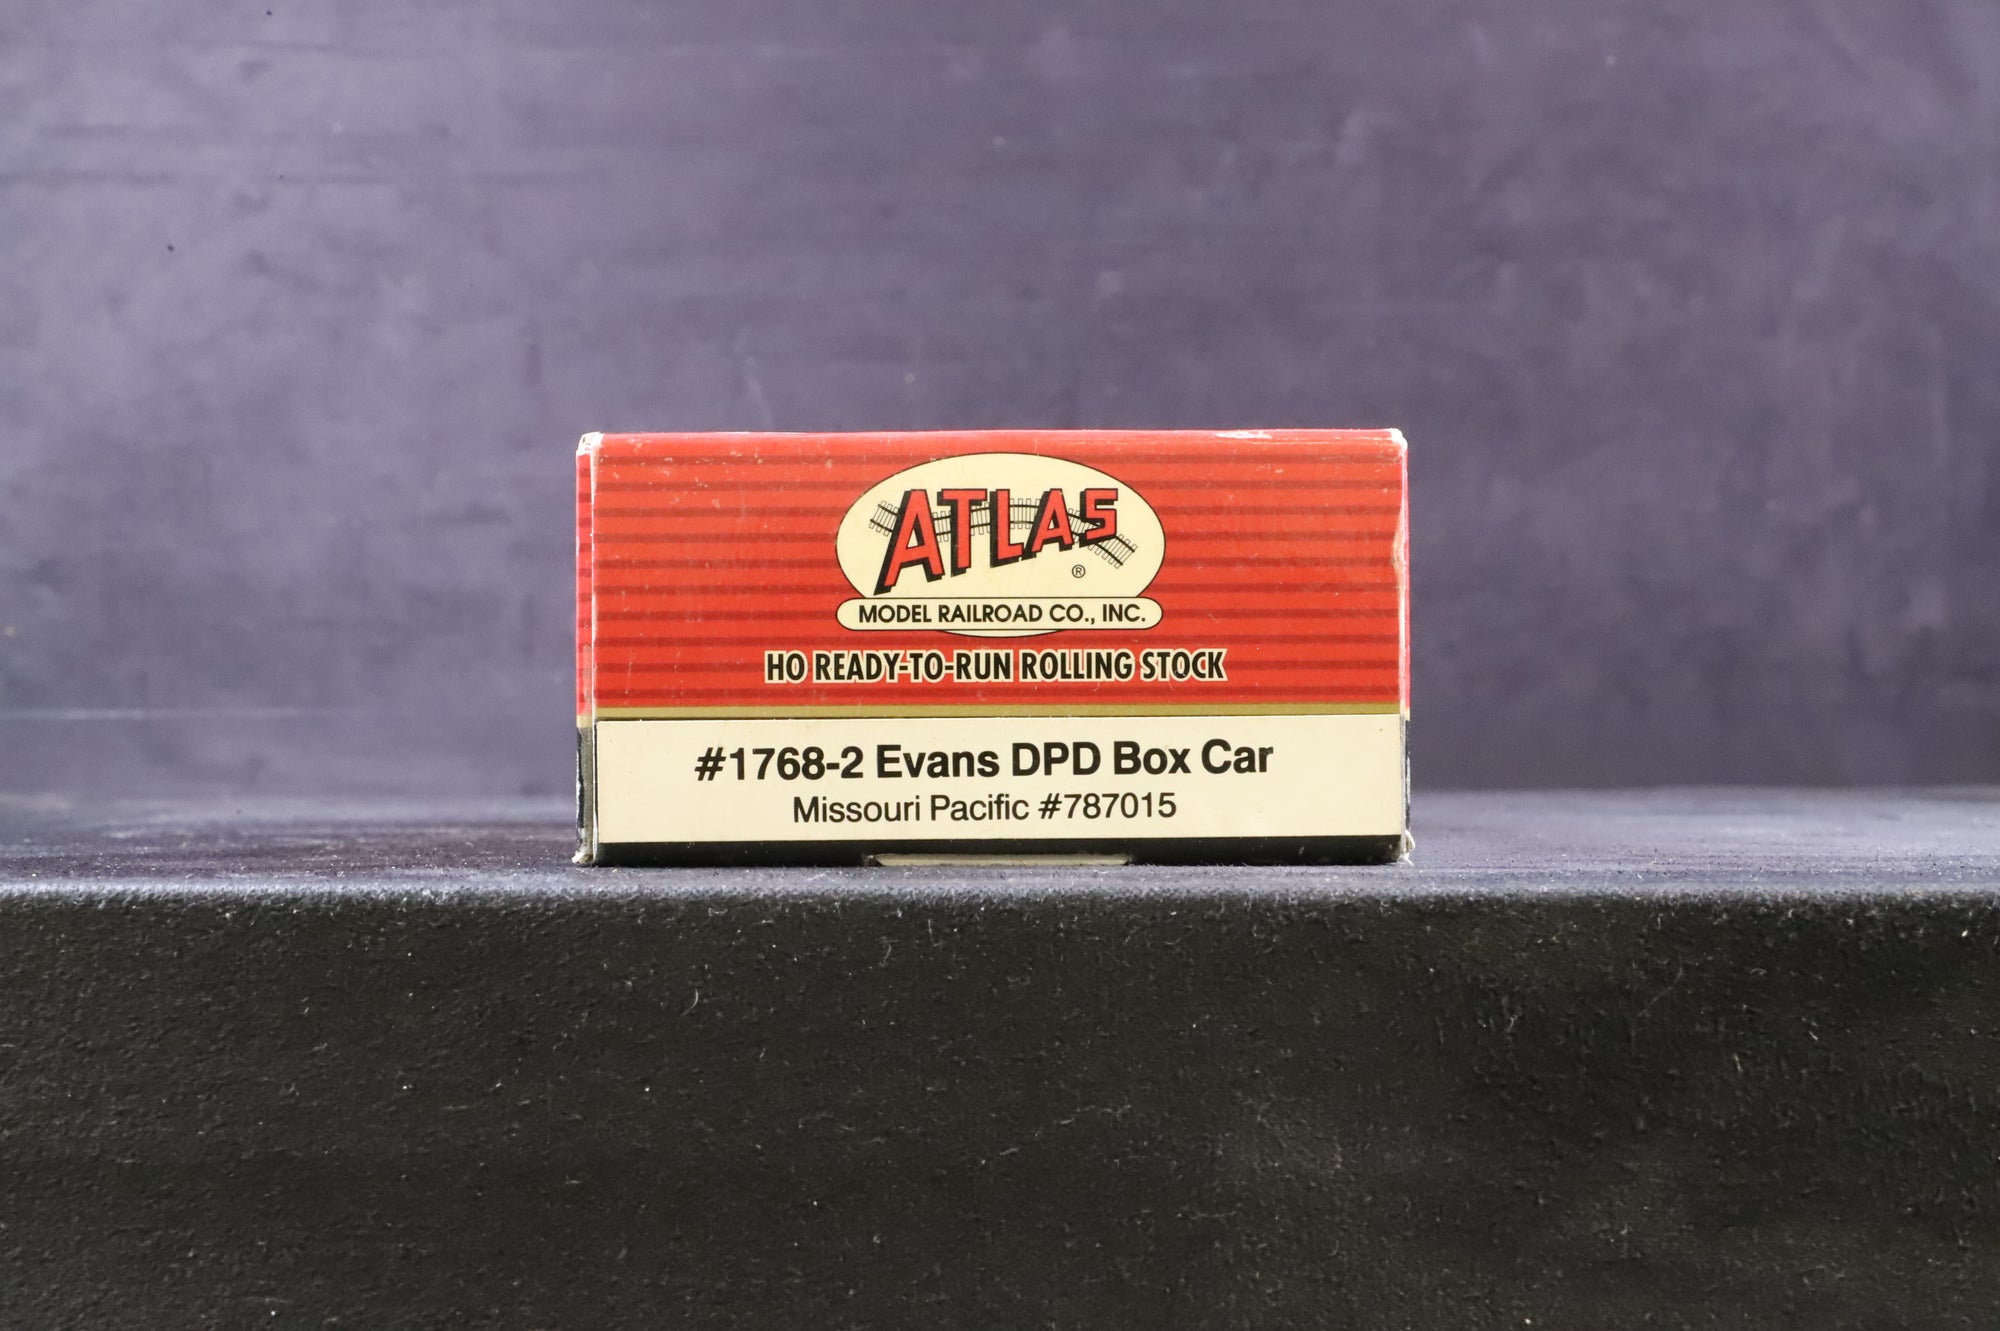 ATLAS
®
MODEL RAILROAD CO., INC.
HO READY-TO-RUN ROLLING STOCK
#1768-2 Evans DPD Box Car
Missouri Pacific #787015